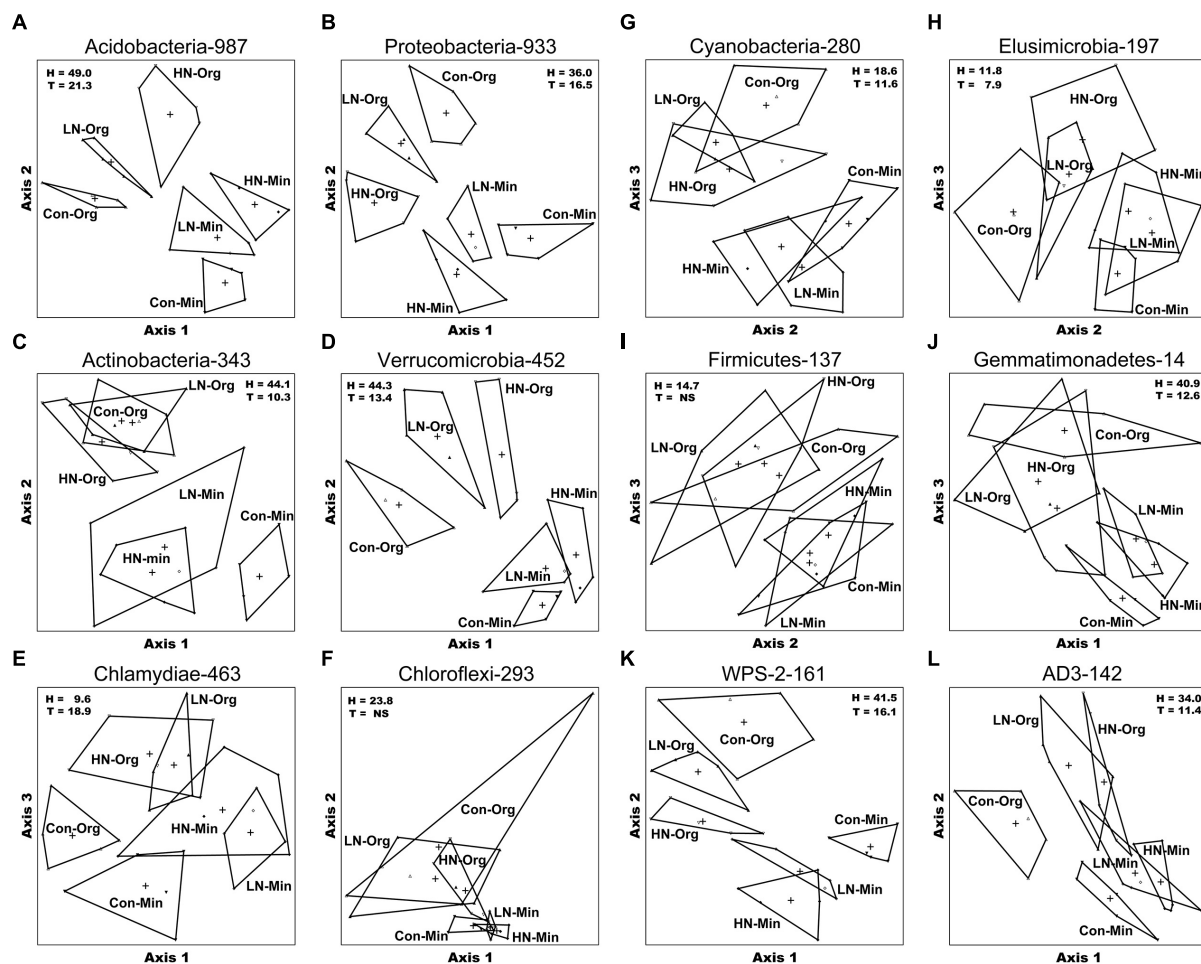 A
Acidobacteria-987
H = 49.0
T = 21.3
HN-Org
LN-Org
Con-Org
HN-Min
LN-Min
Con-Min
Axis 2
Axis 1
B
Proteobacteria-933
H = 36.0
T = 16.5
Con-Org
LN-Org
HN-Org
LN-Min
Con-Min
HN-Min
Axis 2
Axis 1
G
Cyanobacteria-280
H = 18.6
T = 11.6
Con-Org
LN-Org
HN-Org
Con-Min
HN-Min
LN-Min
Axis 3
Axis 2
H
Elusimicrobia-197
H = 11.8
T = 7.9
HN-Org
LN-Org
HN-Min
Con-Org
LN-Min
Con-Min
Axis 3
Axis 2
C
Actinobacteria-343
H = 44.1
T = 10.3
LN-Org
Con-Org
HN-Org
LN-Min
Con-Min
HN-min
Axis 2
Axis 1
D
Verrucomicrobia-452
H = 44.3
T = 13.4
HN-Org
LN-Org
HN-Min
Con-Org
LN-Min
Con-Min
Axis 2
Axis 1
I
Firmicutes-137
H = 14.7
T = NS
HN-Org
LN-Org
Con-Org
HN-Min
Con-Min
LN-Min
Axis 3
Axis 2
J
Gemmatimonadetes-14
H = 40.9
T = 12.6
Con-Org
HN-Org
LN-Org
LN-Min
HN-Min
Con-Min
Axis 2
Axis 1
E
Chlamydiae-463
H = 9.6
T = 18.9
LN-Org
HN-Org
Con-Org
HN-Min
LN-Min
Con-Min
Axis 3
Axis 1
F
Chloroflexi-293
H = 23.8
T = NS
Con-Org
LN-Org
HN-Org
LN-Min
Con-Min
HN-Min
Axis 2
Axis 1
K
WPS-2-161
H = 41.5
T = 16.1
Con-Org
LN-Org
HN-Org
Con-Min
LN-Min
HN-Min
Axis 2
Axis 1
L
AD3-142
H = 34.0
T = 11.4
LN-Org
HN-Org
Con-Org
HN-Min
LN-Min
Con-Min
Axis 2
Axis 1